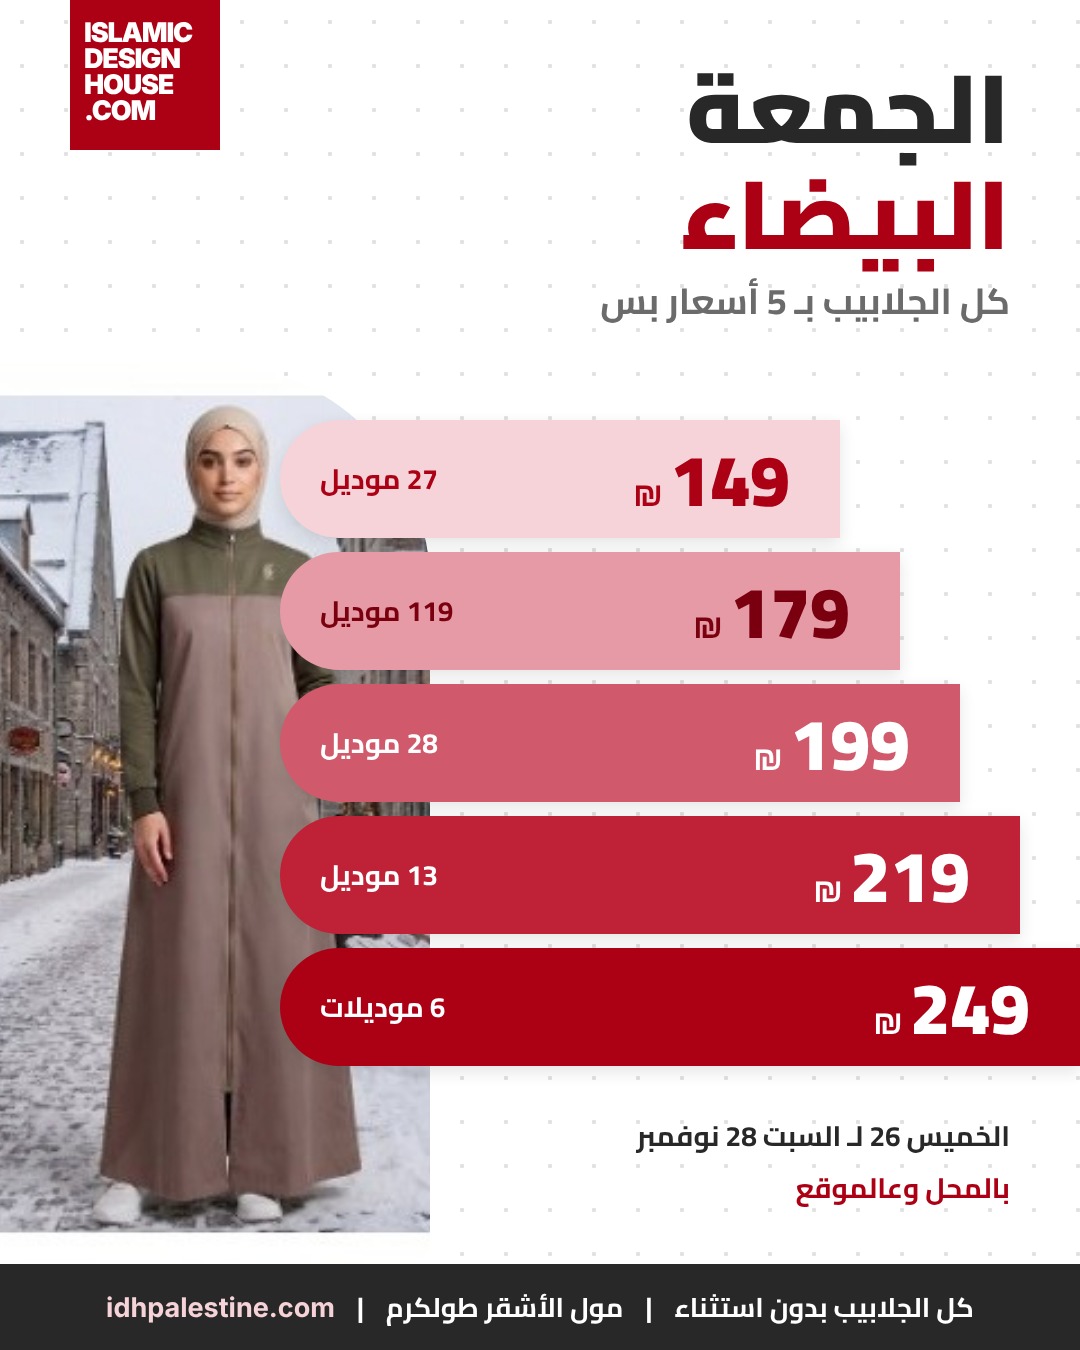 ISLAMIC
DESIGN
HOUSE
.COM
الجمعة
البيضاء
كل الجلابيب بـ 5 أسعار بس
149 ₪
27 موديل
179 ₪
119 موديل
199 ₪
28 موديل
219 ₪
13 موديل
249 ₪
6 موديلات
الخميس 26 لـ السبت 28 نوفمبر
بالمحل وعالموقع
كل الجلابيب بدون استثناء | مول الأشقر طولكرم | idhpalestine.com